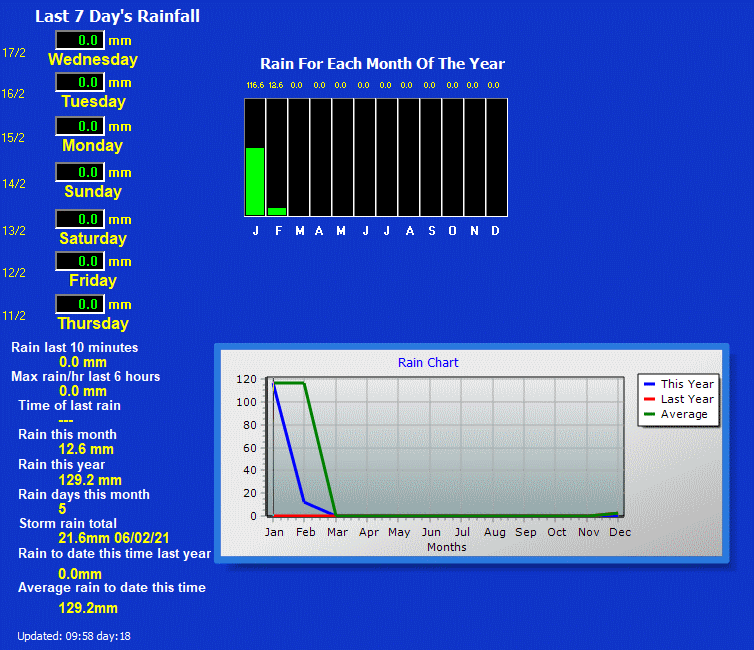 Last 7 Day's Rainfall
0.0 mm
17/2
Wednesday
0.0 mm
16/2
Tuesday
0.0 mm
15/2
Monday
0.0 mm
14/2
Sunday
0.0 mm
13/2
Saturday
0.0 mm
12/2
Friday
0.0 mm
11/2
Thursday
Rain last 10 minutes
0.0 mm
Max rain/hr last 6 hours
0.0 mm
Time of last rain
---
Rain this month
12.6 mm
Rain this year
129.2 mm
Rain days this month
5
Storm rain total
21.6mm 06/02/21
Rain to date this time last year
0.0mm
Average rain to date this time
129.2mm
Updated: 09:58 day:18
Rain For Each Month Of The Year
116.6 12.6 0.0 0.0 0.0 0.0 0.0 0.0 0.0 0.0 0.0 0.0
J F M A M J J A S O N D
Rain Chart
120
100
80
60
40
20
0
Jan Feb Mar Apr May Jun Jul Aug Sep Oct Nov Dec
Months
This Year
Last Year
Average